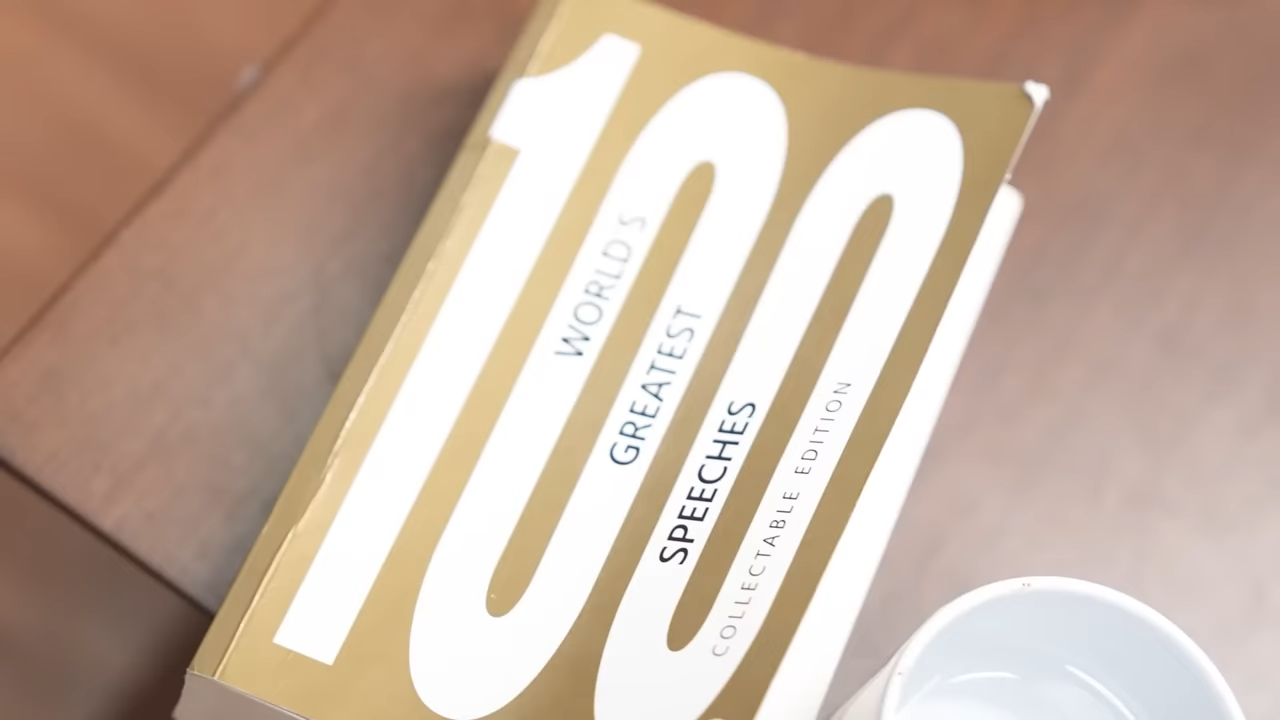 100
WORLD'S
GREATEST
SPEECHES
COLLECTABLE EDITION